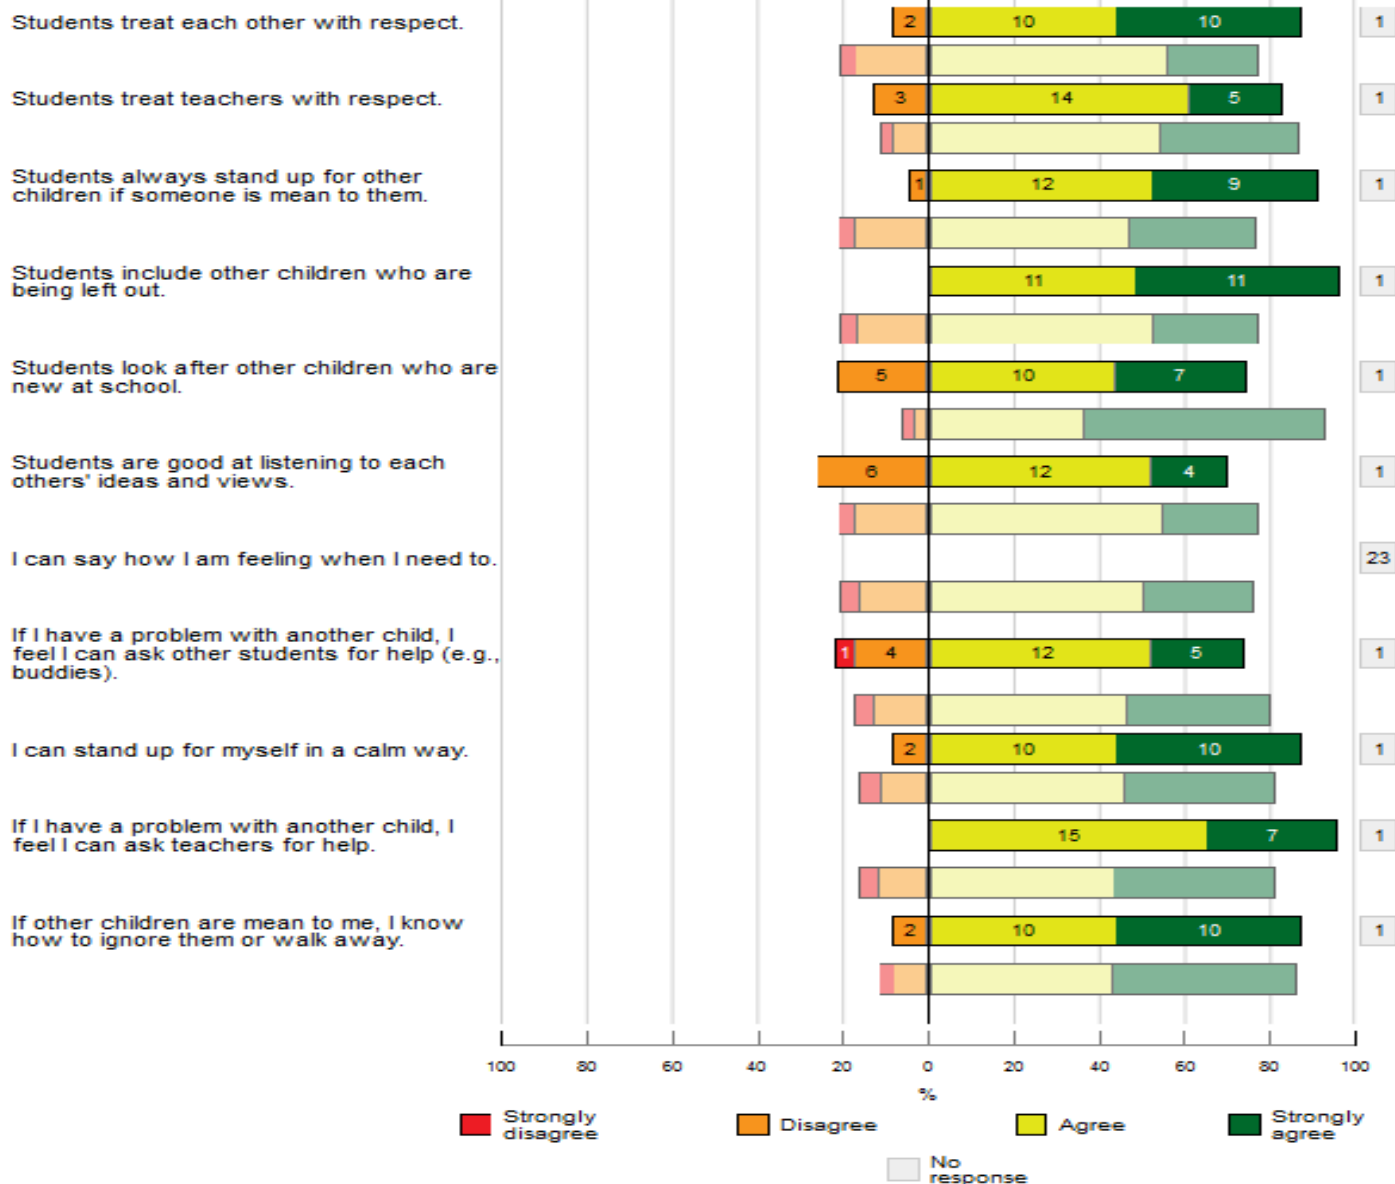 Students treat each other with respect.
2 10 10 1
Students treat teachers with respect.
3 14 5 1
Students always stand up for other
children if someone is mean to them.
1 12 9 1
Students include other children who are
being left out.
11 11 1
Students look after other children who are
new at school.
5 10 7 1
Students are good at listening to each
others' ideas and views.
6 12 4 1
I can say how I am feeling when I need to.
23
If I have a problem with another child, I
feel I can ask other students for help (e.g.,
buddies).
1 4 12 5 1
I can stand up for myself in a calm way.
2 10 10 1
If I have a problem with another child, I
feel I can ask teachers for help.
15 7 1
If other children are mean to me, I know
how to ignore them or walk away.
2 10 10 1
100 80 60 40 20 0 20 40 60 80 100
%
Strongly
disagree
Disagree
Agree
Strongly
agree
No
response